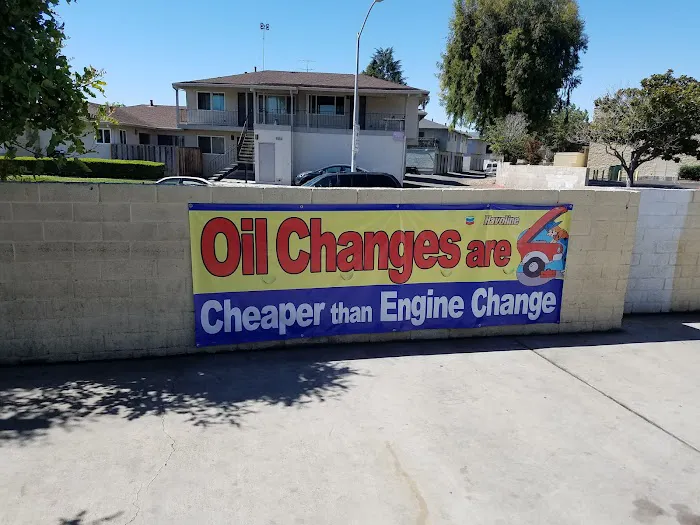 Havoline
Oil Changes are
Cheaper than Engine Change